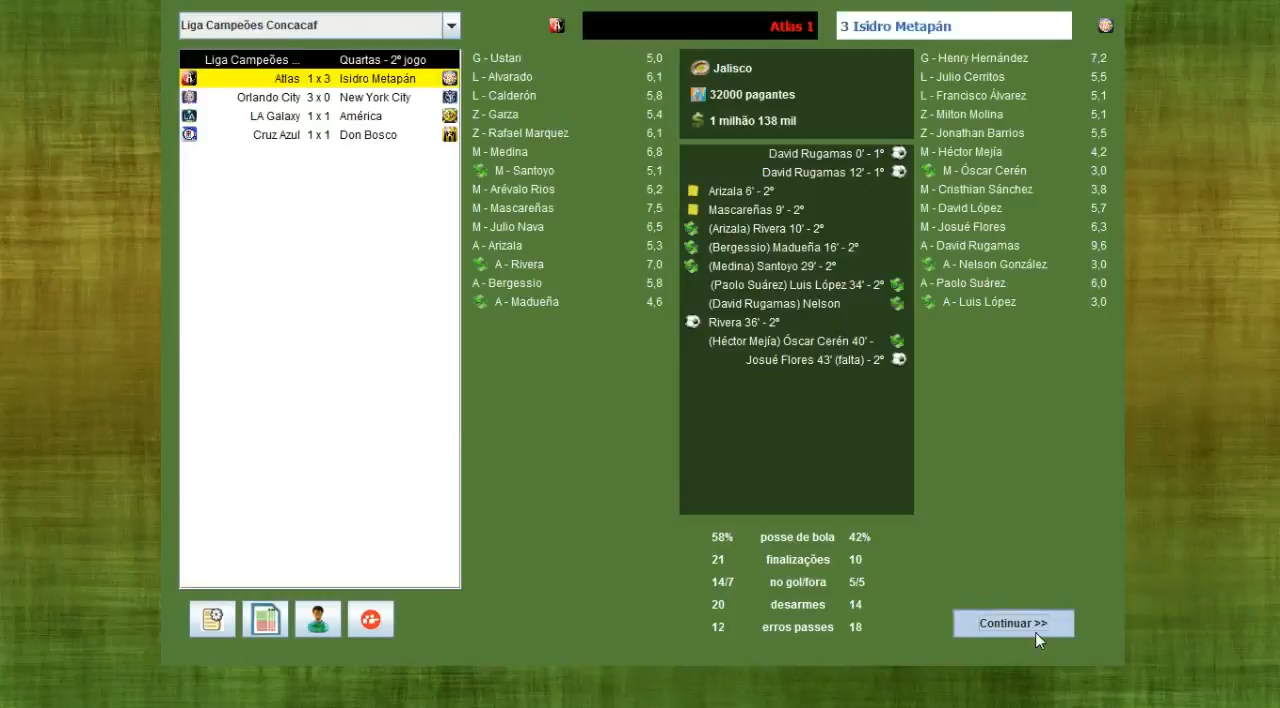 Liga Campeões Concacaf
Atlas 1
3 Isidro Metapán
Liga Campeões ... Quartas - 2º jogo
Atlas 1 x 3 Isidro Metapán
Orlando City 3 x 0 New York City
LA Galaxy 1 x 1 América
Cruz Azul 1 x 1 Don Bosco
G - Ustari 5,0
L - Alvarado 6,1
L - Calderón 5,8
Z - Garza 5,4
Z - Rafael Marquez 6,1
M - Medina 6,8
M - Santoyo 5,1
M - Arévalo Rios 6,2
M - Mascareñas 7,5
M - Julio Nava 6,5
A - Arizala 5,3
A - Rivera 7,0
A - Bergessio 5,8
A - Madueña 4,6
Jalisco
32000 pagantes
1 milhão 138 mil
David Rugamas 0' - 1º
David Rugamas 12' - 1º
Arizala 6' - 2º
Mascareñas 9' - 2º
(Arizala) Rivera 10' - 2º
(Bergessio) Madueña 16' - 2º
(Medina) Santoyo 29' - 2º
(Paolo Suárez) Luis López 34' - 2º
(David Rugamas) Nelson
Rivera 36' - 2º
(Héctor Mejía) Óscar Cerén 40' -
Josué Flores 43' (falta) - 2º
G - Henry Hernández 7,2
L - Julio Cerritos 5,5
L - Francisco Álvarez 5,1
Z - Milton Molina 5,1
Z - Jonathan Barrios 5,5
M - Héctor Mejía 4,2
M - Óscar Cerén 3,0
M - Cristhian Sánchez 3,8
M - David López 5,7
M - Josué Flores 6,3
A - David Rugamas 9,6
A - Nelson González 3,0
A - Paolo Suárez 6,0
A - Luis López 3,0
58% posse de bola 42%
21 finalizações 10
14/7 no gol/fora 5/5
20 desarmes 14
12 erros passes 18
Continuar >>